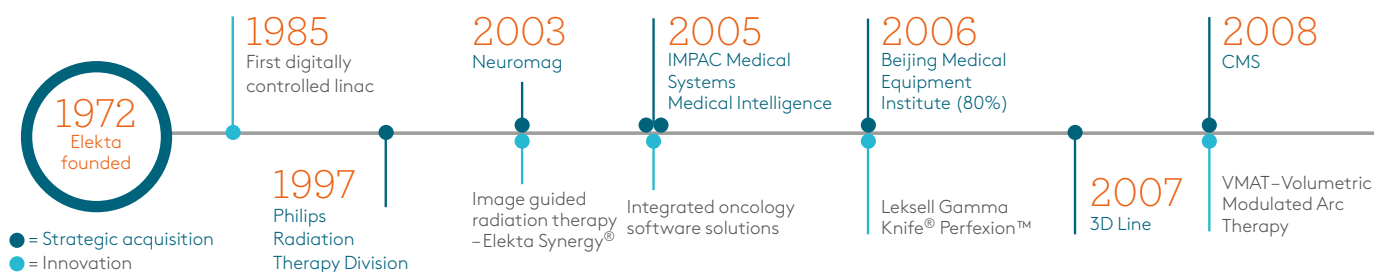 1972
Elekta
founded
1985
First digitally
controlled linac
1997
Philips
Radiation
Therapy Division
2003
Neuromag
Image guided
radiation therapy
–Elekta Synergy®
2005
IMPAC Medical
Systems
Medical Intelligence
Integrated oncology
software solutions
2006
Beijing Medical
Equipment
Institute (80%)
Leksell Gamma
Knife® Perfexion™
2007
3D Line
2008
CMS
VMAT–Volumetric
Modulated Arc
Therapy
= Strategic acquisition
= Innovation